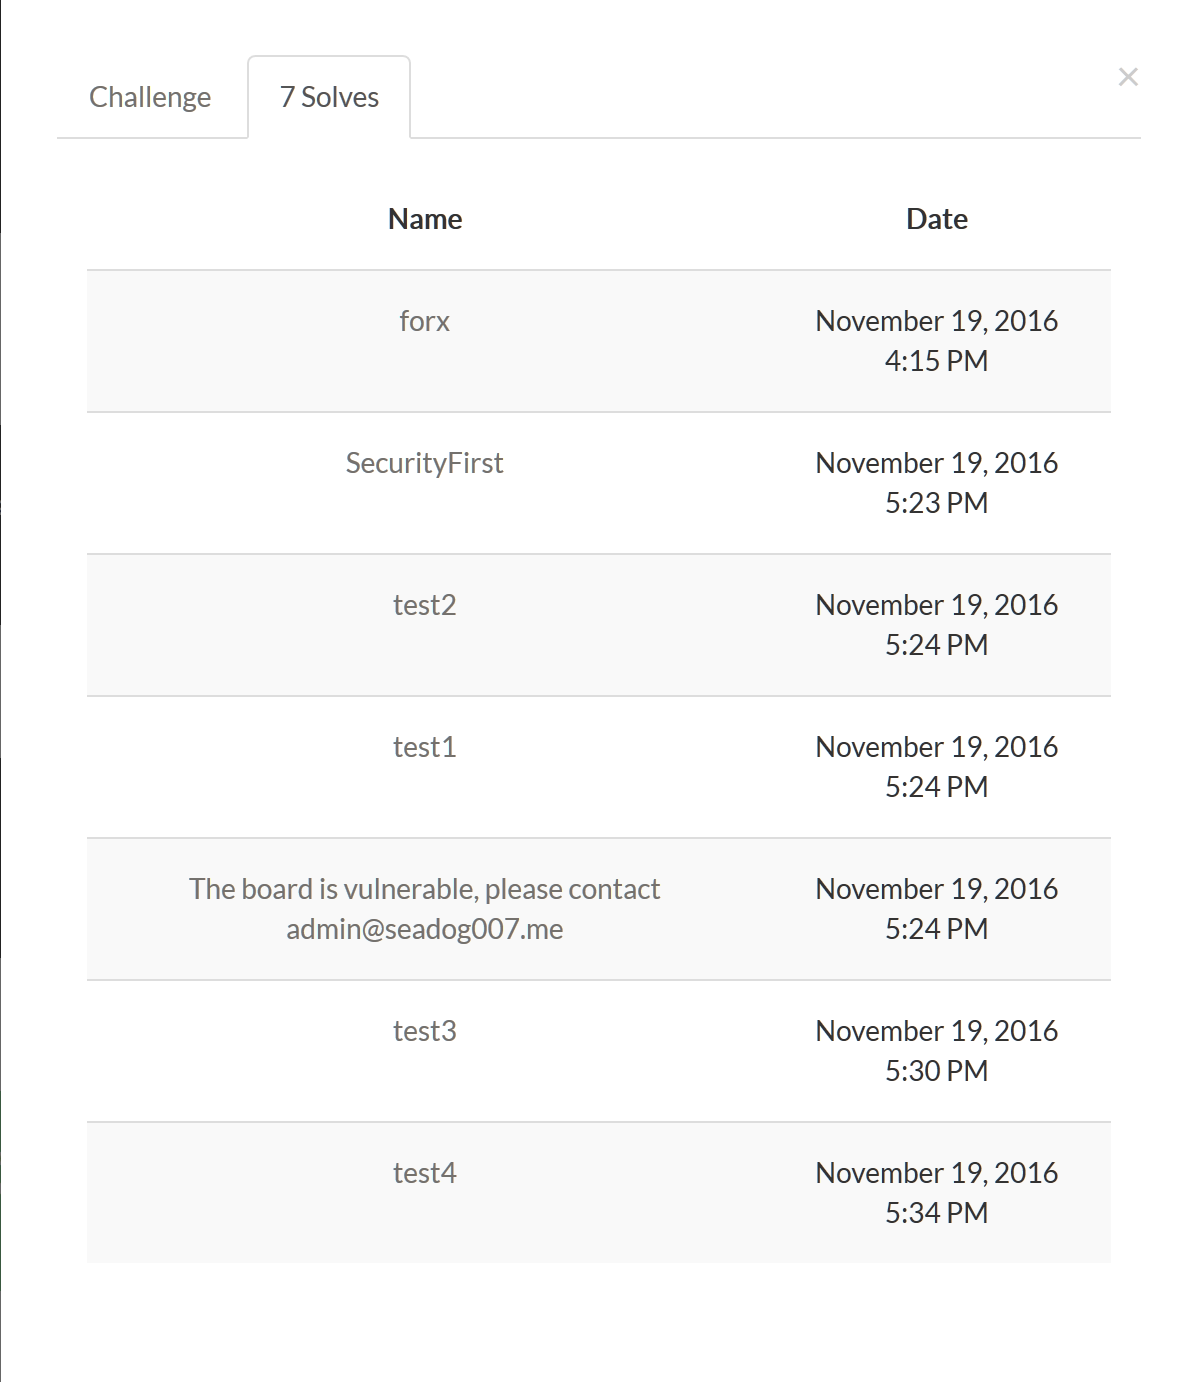 Challenge
7 Solves
×
Name Date
forx November 19, 2016
4:15 PM
SecurityFirst November 19, 2016
5:23 PM
test2 November 19, 2016
5:24 PM
test1 November 19, 2016
5:24 PM
The board is vulnerable, please contact November 19, 2016
admin@seadog007.me 5:24 PM
test3 November 19, 2016
5:30 PM
test4 November 19, 2016
5:34 PM